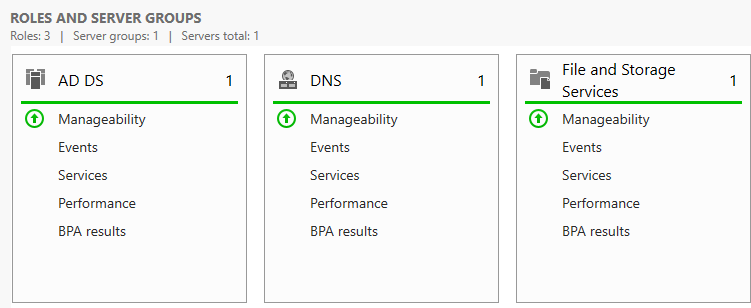 ROLES AND SERVER GROUPS
Roles: 3 | Server groups: 1 | Servers total: 1
AD DS 1
Manageability
Events
Services
Performance
BPA results
DNS 1
Manageability
Events
Services
Performance
BPA results
File and Storage
Services 1
Manageability
Events
Services
Performance
BPA results